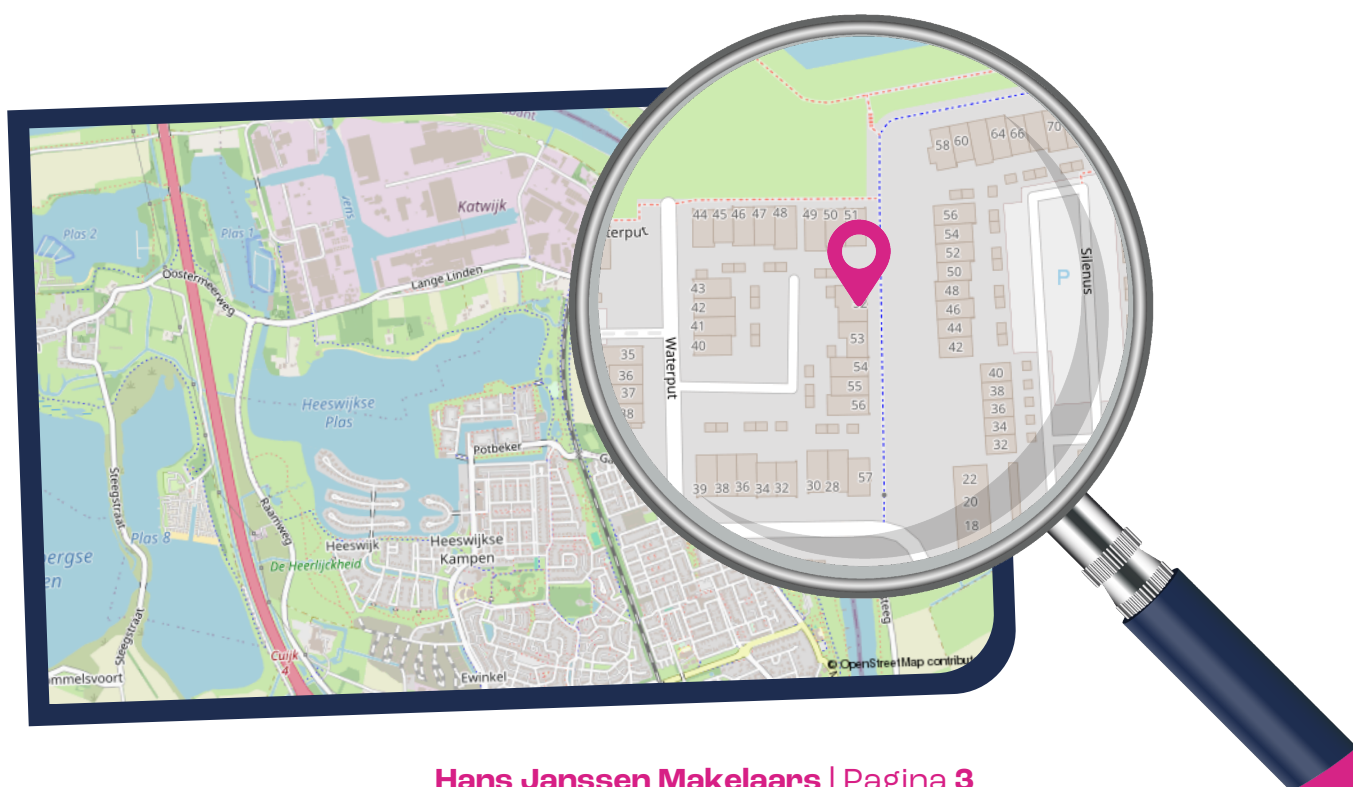 Katwijk
Plas 2
Plas 1
Oostermeerweg
Lange Linden
Heeswijkse
Plas
Potbeker
Steegstraat
Raamweg
Plas 8
Heeswijk
Heeswijkse
Kampen
De Heerlijckheid
Steegstraat
Cuijk
4
Ewinkel
© OpenStreetMap
58 60 64 66 70
44 45 46 47 48 49 50 51
56
54
52
50
48
46
44
42
Silenus
P
43
42
41
40
Waterput
53
54
55
56
35
36
37
38
40
38
36
34
32
39 38 36 34 32 30 28 57
22
20
18
Hans Janssen Makelaars | Pagina 3